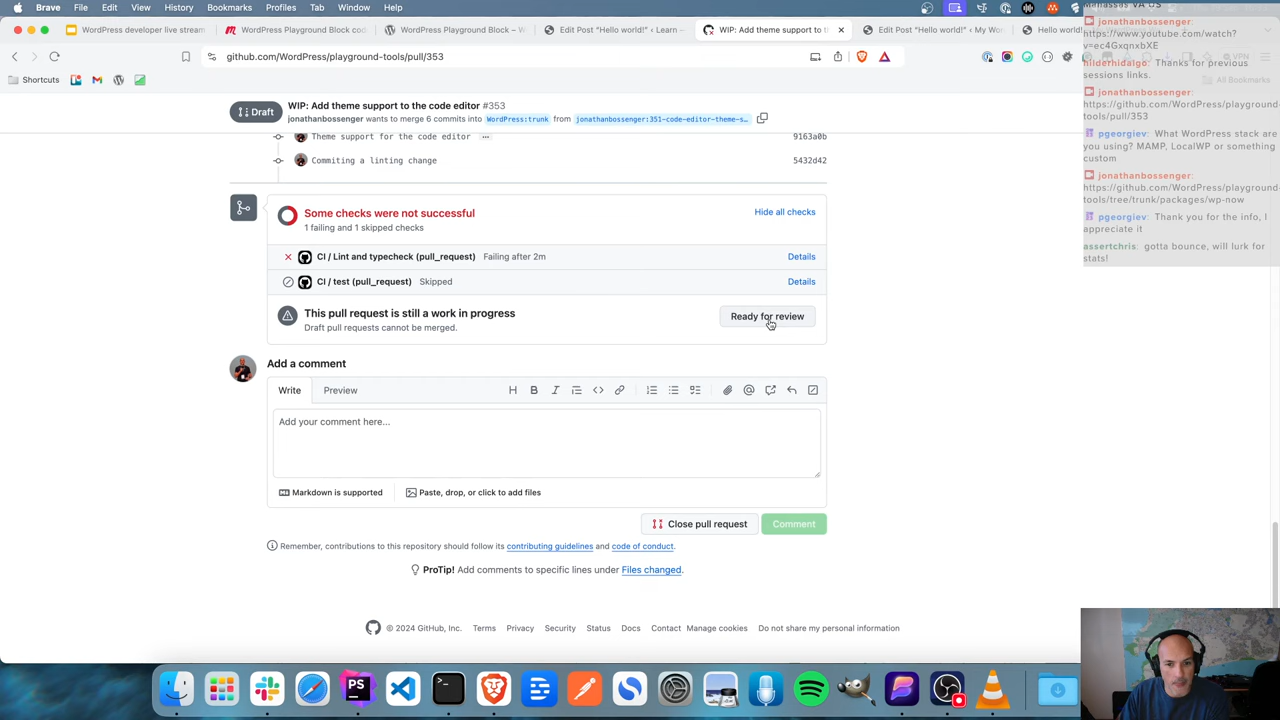 Brave File Edit View History Bookmarks Profiles Tab Window Help
Menassas VA US
WordPress developer live stream
WordPress Playground Block co
WordPress Playground Block – W
Edit Post "Hello world!" ‹ Learn –
WIP: Add theme support to t
Edit Post "Hello world!" ‹ My Wo
Hello world!
github.com/WordPress/playground-tools/pull/353
VPN
Shortcuts
All Bookmarks
jonathanbossenger:
https://www.youtube.com/watch?
v=ec4GxqnxbXE
hilderhidalgo: Thanks for previous
sessions links.
jonathanbossenger:
https://github.com/WordPress/playground-
tools/pull/353
pgeorgiev: What WordPress stack are
you using? MAMP, LocalWP or something
custom
jonathanbossenger:
https://github.com/WordPress/playground-
tools/tree/trunk/packages/wp-now
pgeorgiev: Thank you for the info, I
appreciate it
assertchris: gotta bounce, will lurk for
stats!
Draft
WIP: Add theme support to the code editor #353
jonathanbossenger wants to merge 6 commits into WordPress:trunk from jonathanbossenger:351-code-editor-theme-s…
Theme support for the code editor … 9163a0b
Commiting a linting change 5432d42
Some checks were not successful
Hide all checks
1 failing and 1 skipped checks
CI / Lint and typecheck (pull_request) Failing after 2m Details
CI / test (pull_request) Skipped Details
This pull request is still a work in progress
Draft pull requests cannot be merged.
Ready for review
Add a comment
Write Preview
Add your comment here...
Markdown is supported
Paste, drop, or click to add files
Close pull request
Comment
Remember, contributions to this repository should follow its contributing guidelines and code of conduct.
ProTip! Add comments to specific lines under Files changed.
© 2024 GitHub, Inc. Terms Privacy Security Status Docs Contact Manage cookies Do not share my personal information